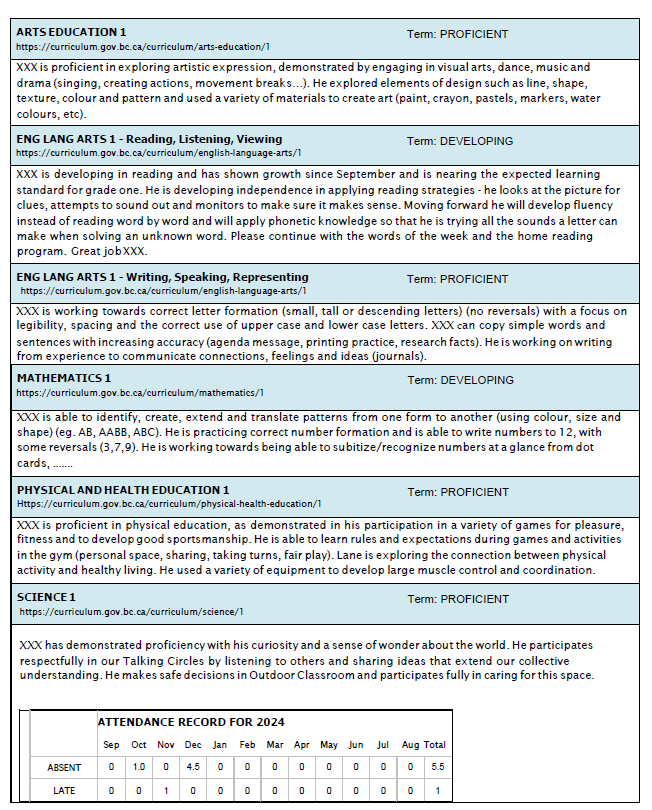 ARTS EDUCATION 1 Term: PROFICIENT
https://curriculum.gov.bc.ca/curriculum/arts-education/1
XXX is proficient in exploring artistic expression, demonstrated by engaging in visual arts, dance, music and
drama (singing, creating actions, movement breaks...). He explored elements of design such as line, shape,
texture, colour and pattern and used a variety of materials to create art (paint, crayon, pastels, markers, water
colours, etc).
ENG LANG ARTS 1 - Reading, Listening, Viewing Term: DEVELOPING
https://curriculum.gov.bc.ca/curriculum/english-language-arts/1
XXX is developing in reading and has shown growth since September and is nearing the expected learning
standard for grade one. He is developing independence in applying reading strategies - he looks at the picture for
clues, attempts to sound out and monitors to make sure it makes sense. Moving forward he will develop fluency
instead of reading word by word and will apply phonetic knowledge so that he is trying all the sounds a letter can
make when solving an unknown word. Please continue with the words of the week and the home reading
program. Great job XXX.
ENG LANG ARTS 1 - Writing, Speaking, Representing Term: PROFICIENT
https://curriculum.gov.bc.ca/curriculum/english-language-arts/1
XXX is working towards correct letter formation (small, tall or descending letters) (no reversals) with a focus on
legibility, spacing and the correct use of upper case and lower case letters. XXX can copy simple words and
sentences with increasing accuracy (agenda message, printing practice, research facts). He is working on writing
from experience to communicate connections, feelings and ideas (journals).
MATHEMATICS 1 Term: DEVELOPING
https://curriculum.gov.bc.ca/curriculum/mathematics/1
XXX is able to identify, create, extend and translate patterns from one form to another (using colour, size and
shape) (eg. AB, AABB, ABC). He is practicing correct number formation and is able to write numbers to 12, with
some reversals (3,7,9). He is working towards being able to subitize/recognize numbers at a glance from dot
cards, .......
PHYSICAL AND HEALTH EDUCATION 1 Term: PROFICIENT
Https://curriculum.gov.bc.ca/curriculum/physical-health-education/1
XXX is proficient in physical education, as demonstrated in his participation in a variety of games for pleasure,
fitness and to develop good sportsmanship. He is able to learn rules and expectations during games and activities
in the gym (personal space, sharing, taking turns, fair play). Lane is exploring the connection between physical
activity and healthy living. He used a variety of equipment to develop large muscle control and coordination.
SCIENCE 1 Term: PROFICIENT
https://curriculum.gov.bc.ca/curriculum/science/1
XXX has demonstrated proficiency with his curiosity and a sense of wonder about the world. He participates
respectfully in our Talking Circles by listening to others and sharing ideas that extend our collective
understanding. He makes safe decisions in Outdoor Classroom and participates fully in caring for this space.
ATTENDANCE RECORD FOR 2024
Sep Oct Nov Dec Jan Feb Mar Apr May Jun Jul Aug Total
ABSENT 0 1.0 0 4.5 0 0 0 0 0 0 0 0 5.5
LATE 0 0 1 0 0 0 0 0 0 0 0 0 1